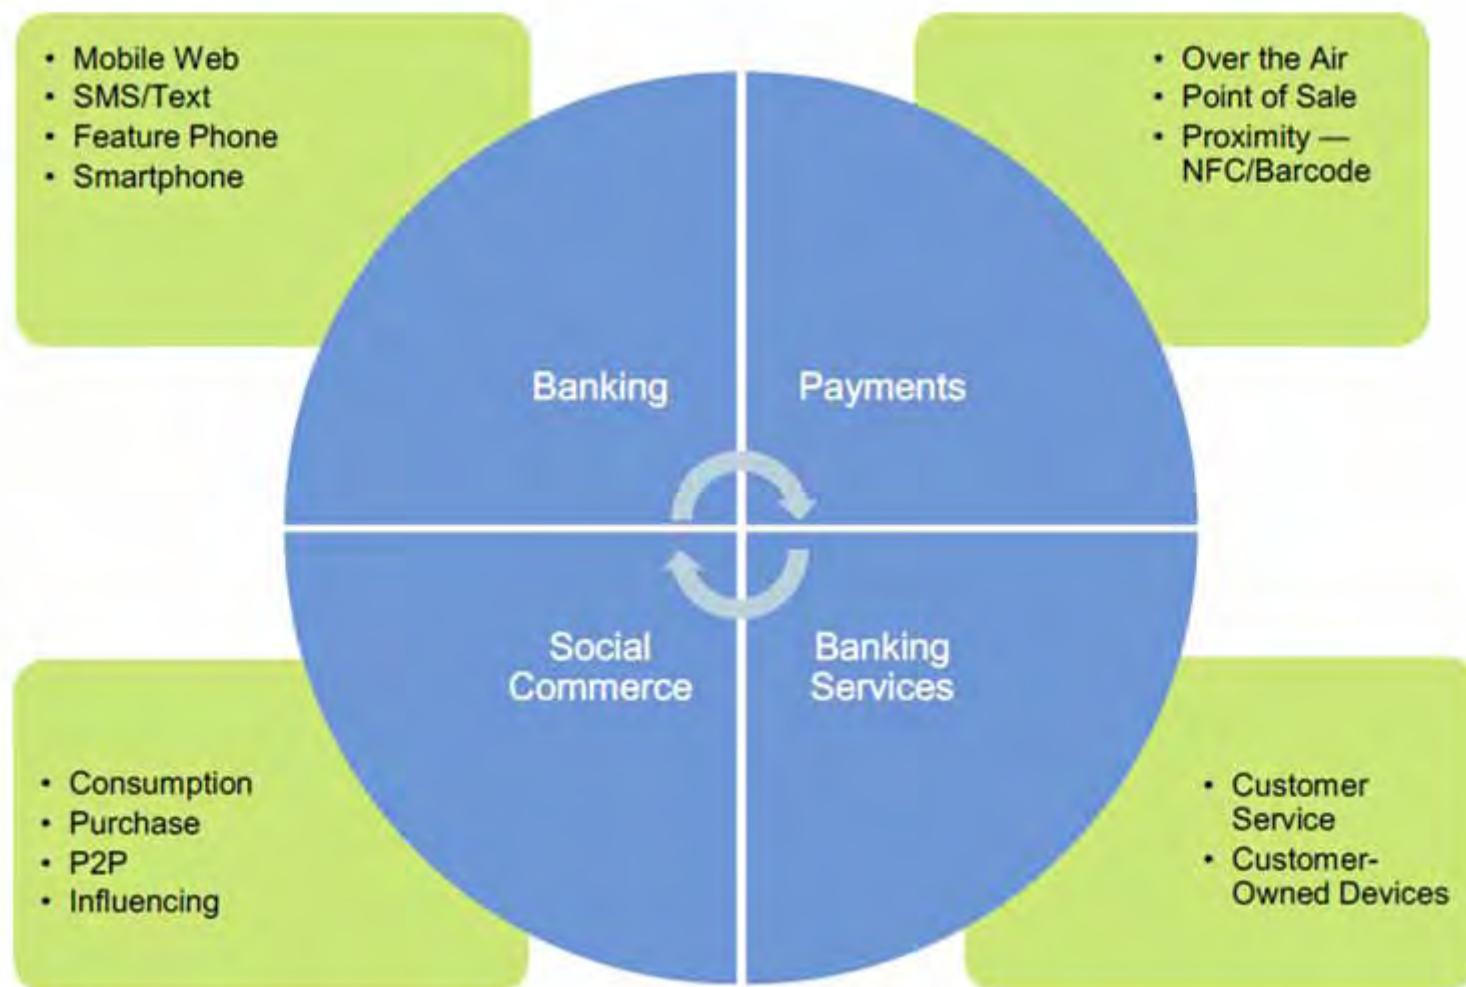 • Mobile Web
• SMS/Text
• Feature Phone
• Smartphone
• Over the Air
• Point of Sale
• Proximity —
NFC/Barcode
Banking
Payments
Social
Commerce
Banking
Services
• Consumption
• Purchase
• P2P
• Influencing
• Customer
Service
• Customer-
Owned Devices